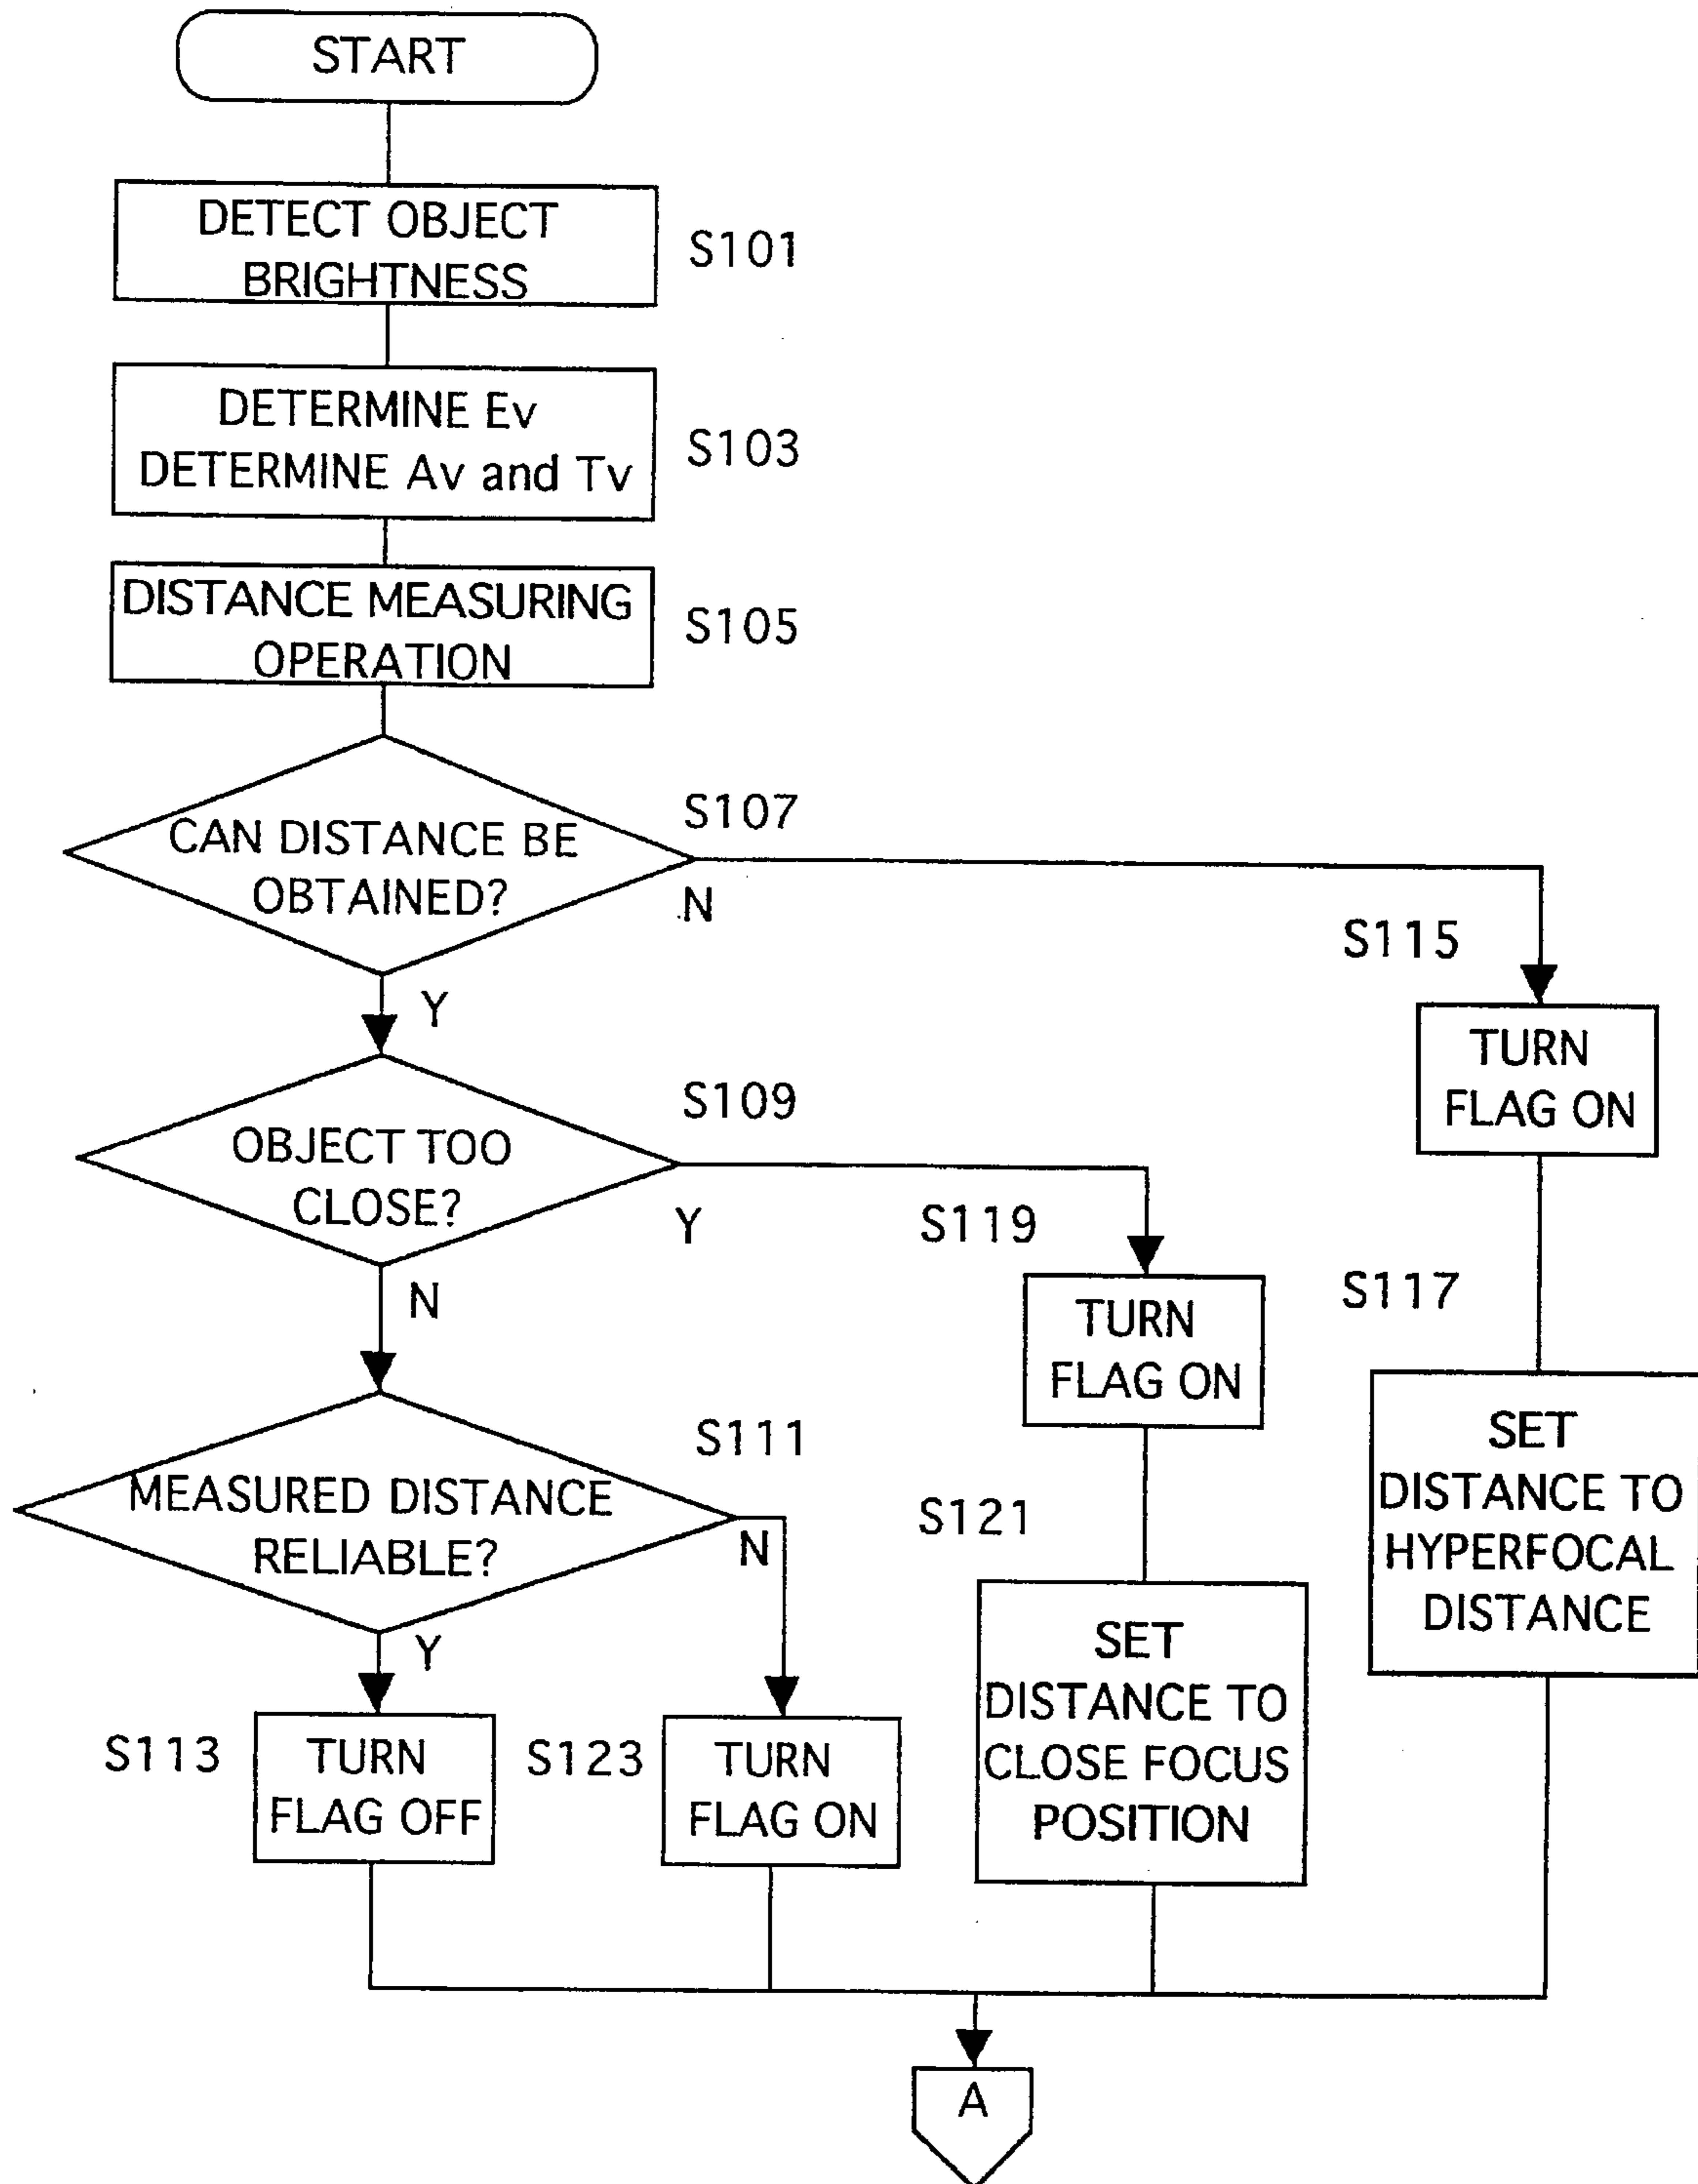 START
DETECT OBJECT
BRIGHTNESS
S101
DETERMINE Ev
DETERMINE Av and Tv
S103
DISTANCE MEASURING
OPERATION
S105
CAN DISTANCE BE
OBTAINED?
S107
N
Y
S115
TURN
FLAG ON
OBJECT TOO
CLOSE?
S109
Y
N
S119
TURN
FLAG ON
S117
SET
DISTANCE TO
HYPERFOCAL
DISTANCE
MEASURED DISTANCE
RELIABLE?
S111
N
Y
S121
SET
DISTANCE TO
CLOSE FOCUS
POSITION
S113
TURN
FLAG OFF
S123
TURN
FLAG ON
A